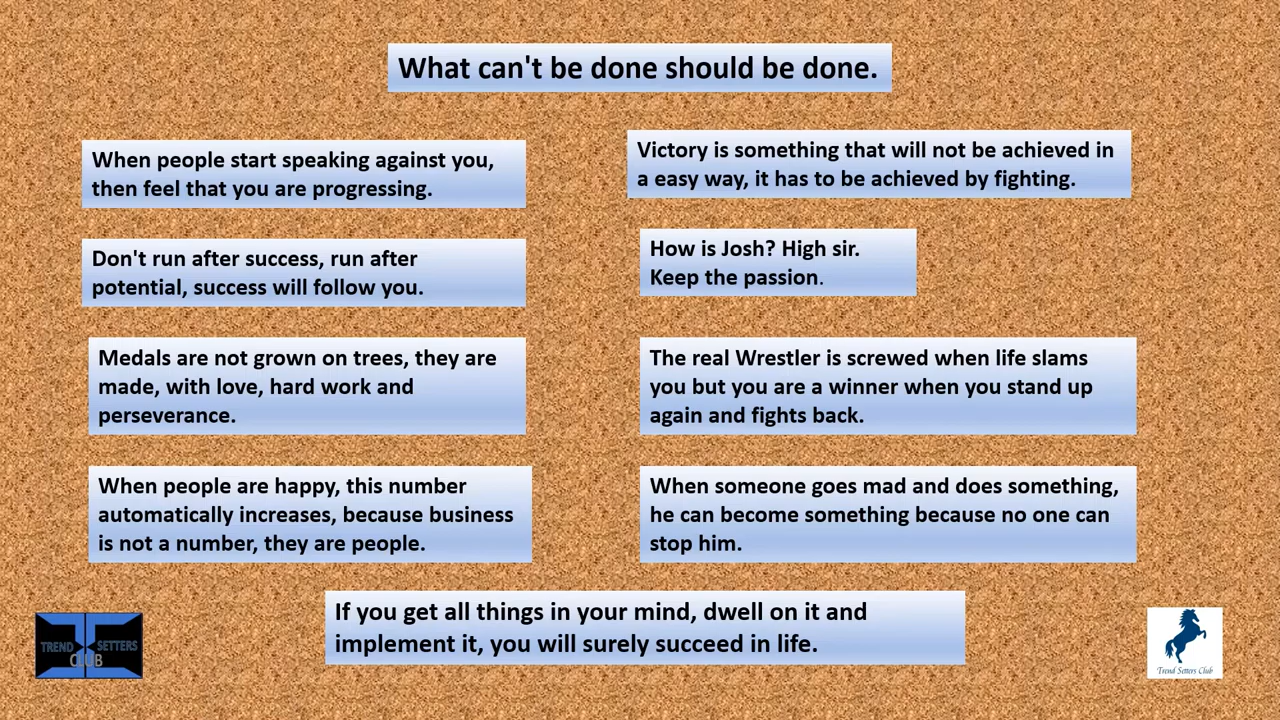 What can't be done should be done.
When people start speaking against you,
then feel that you are progressing.
Victory is something that will not be achieved in
a easy way, it has to be achieved by fighting.
Don't run after success, run after
potential, success will follow you.
How is Josh? High sir.
Keep the passion.
Medals are not grown on trees, they are
made, with love, hard work and
perseverance.
The real Wrestler is screwed when life slams
you but you are a winner when you stand up
again and fights back.
When people are happy, this number
automatically increases, because business
is not a number, they are people.
When someone goes mad and does something,
he can become something because no one can
stop him.
If you get all things in your mind, dwell on it and
implement it, you will surely succeed in life.
TREND SETTERS
CLUB
Trend Setters Club